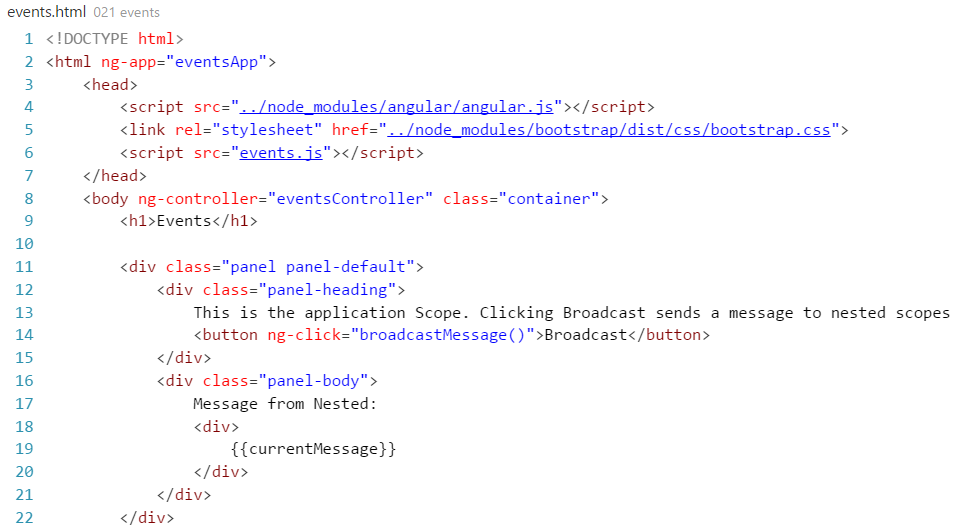 events.html 021 events
1 <!DOCTYPE html>
2 <html ng-app="eventsApp">
3     <head>
4         <script src="../node_modules/angular/angular.js"></script>
5         <link rel="stylesheet" href="../node_modules/bootstrap/dist/css/bootstrap.css">
6         <script src="events.js"></script>
7     </head>
8     <body ng-controller="eventsController" class="container">
9         <h1>Events</h1>
10
11         <div class="panel panel-default">
12             <div class="panel-heading">
13                 This is the application Scope. Clicking Broadcast sends a message to nested scopes
14                 <button ng-click="broadcastMessage()">Broadcast</button>
15             </div>
16             <div class="panel-body">
17                 Message from Nested:
18                 <div>
19                     {{currentMessage}}
20                 </div>
21             </div>
22         </div>